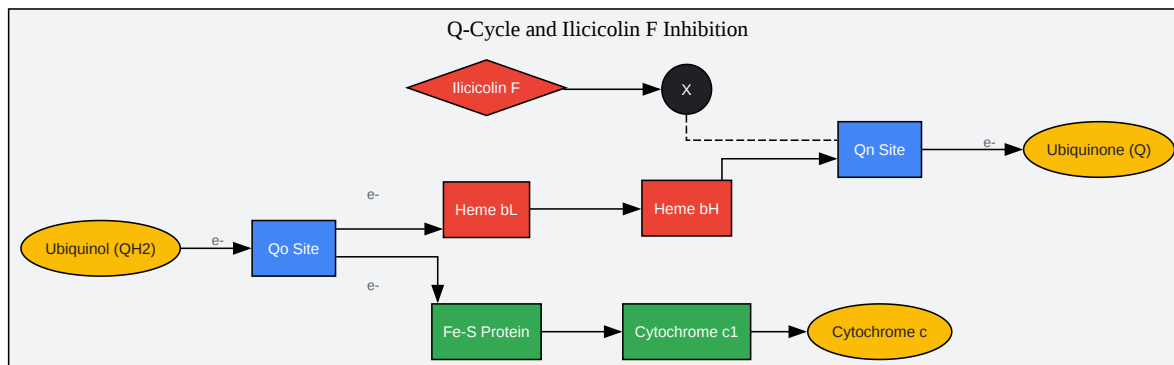 Q-Cycle and Ilicicolin F Inhibition
Ilicicolin F
X
Qn Site
e-
Ubiquinone (Q)
e-
Heme bL
Heme bH
Ubiquinol (QH2)
e-
Qo Site
e-
Fe-S Protein
Cytochrome c1
Cytochrome c